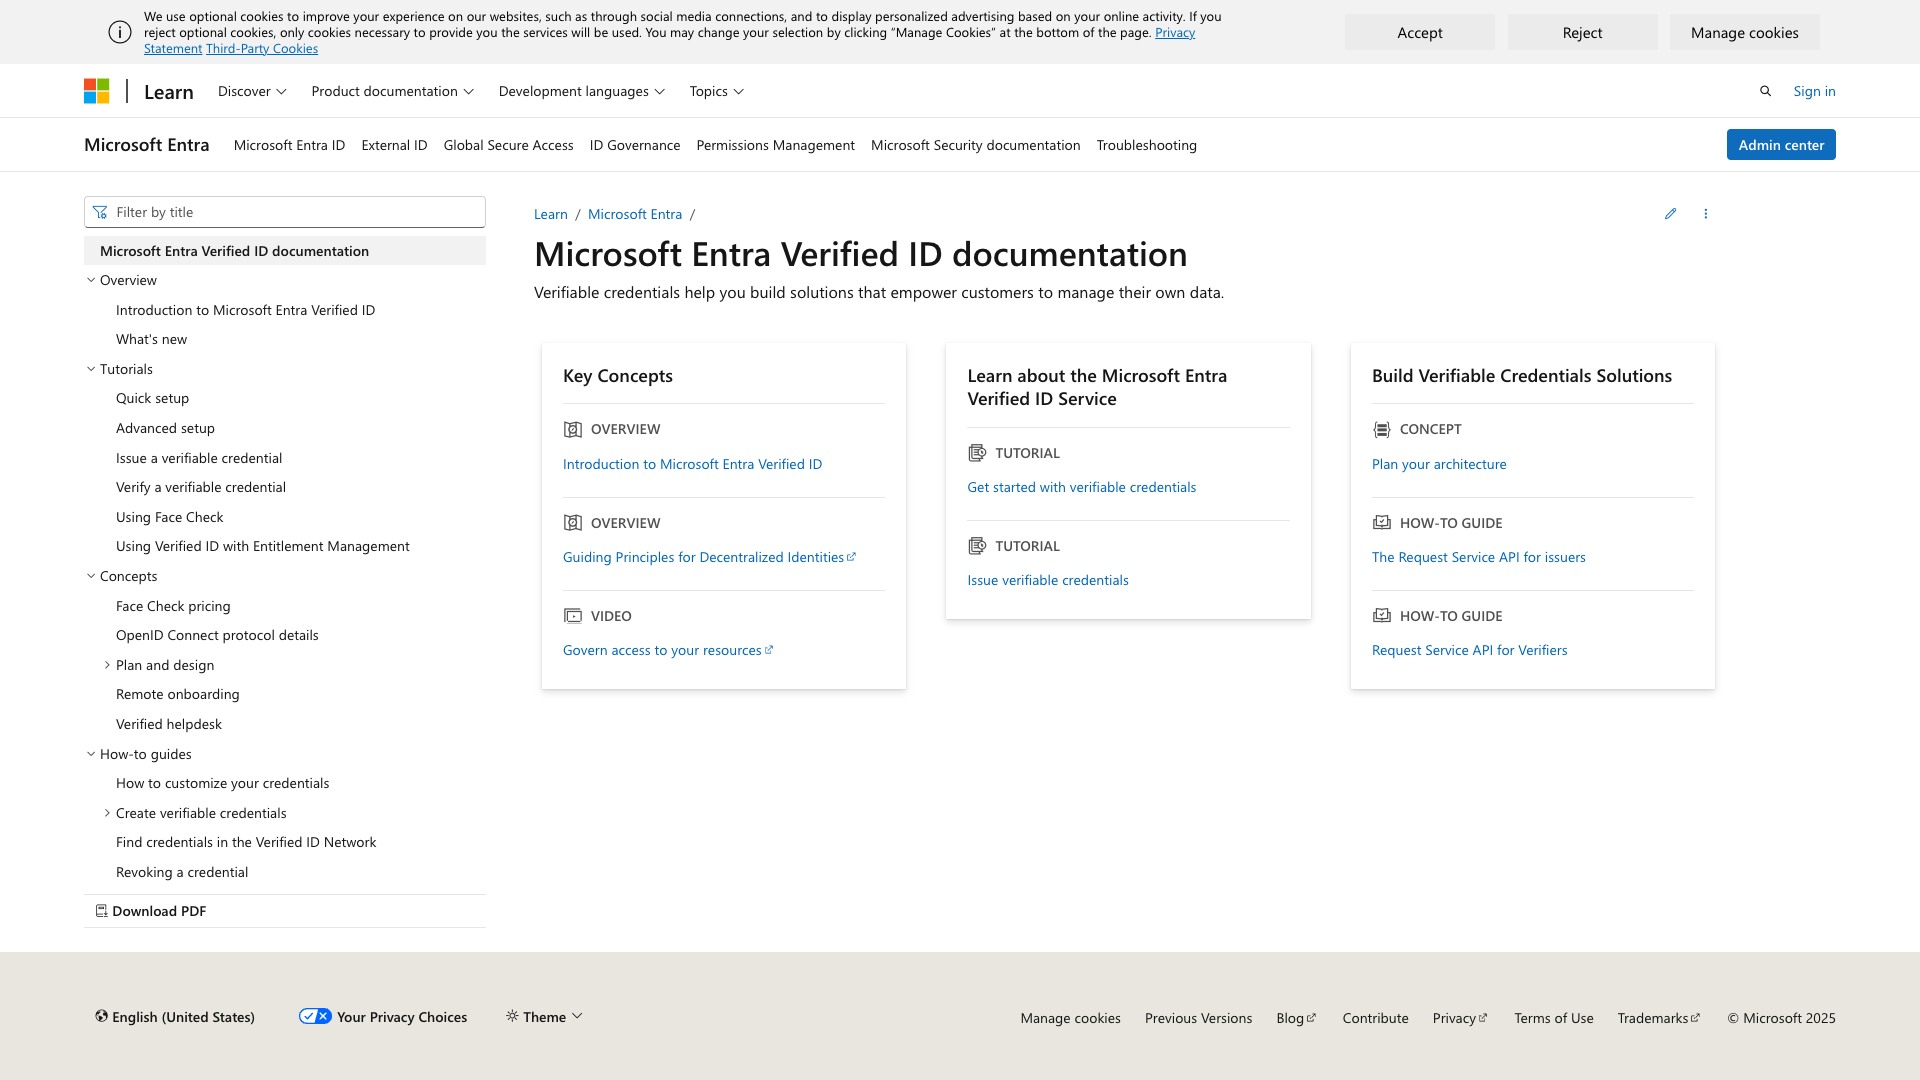 We use optional cookies to improve your experience on our websites, such as through social media connections, and to display personalized advertising based on your online activity. If you
reject optional cookies, only cookies necessary to provide you the services will be used. You may change your selection by clicking “Manage Cookies” at the bottom of the page. Privacy
Statement Third-Party Cookies
Accept
Reject
Manage cookies
Learn
Discover
Product documentation
Development languages
Topics
Sign in
Microsoft Entra
Microsoft Entra ID
External ID
Global Secure Access
ID Governance
Permissions Management
Microsoft Security documentation
Troubleshooting
Admin center
Filter by title
Microsoft Entra Verified ID documentation
Overview
Introduction to Microsoft Entra Verified ID
What's new
Tutorials
Quick setup
Advanced setup
Issue a verifiable credential
Verify a verifiable credential
Using Face Check
Using Verified ID with Entitlement Management
Concepts
Face Check pricing
OpenID Connect protocol details
Plan and design
Remote onboarding
Verified helpdesk
How-to guides
How to customize your credentials
Create verifiable credentials
Find credentials in the Verified ID Network
Revoking a credential
Download PDF
Learn / Microsoft Entra /
Microsoft Entra Verified ID documentation
Verifiable credentials help you build solutions that empower customers to manage their own data.
Key Concepts
OVERVIEW
Introduction to Microsoft Entra Verified ID
OVERVIEW
Guiding Principles for Decentralized Identities
VIDEO
Govern access to your resources
Learn about the Microsoft Entra
Verified ID Service
TUTORIAL
Get started with verifiable credentials
TUTORIAL
Issue verifiable credentials
Build Verifiable Credentials Solutions
CONCEPT
Plan your architecture
HOW-TO GUIDE
The Request Service API for issuers
HOW-TO GUIDE
Request Service API for Verifiers
English (United States)
Your Privacy Choices
Theme
Manage cookies
Previous Versions
Blog
Contribute
Privacy
Terms of Use
Trademarks
© Microsoft 2025